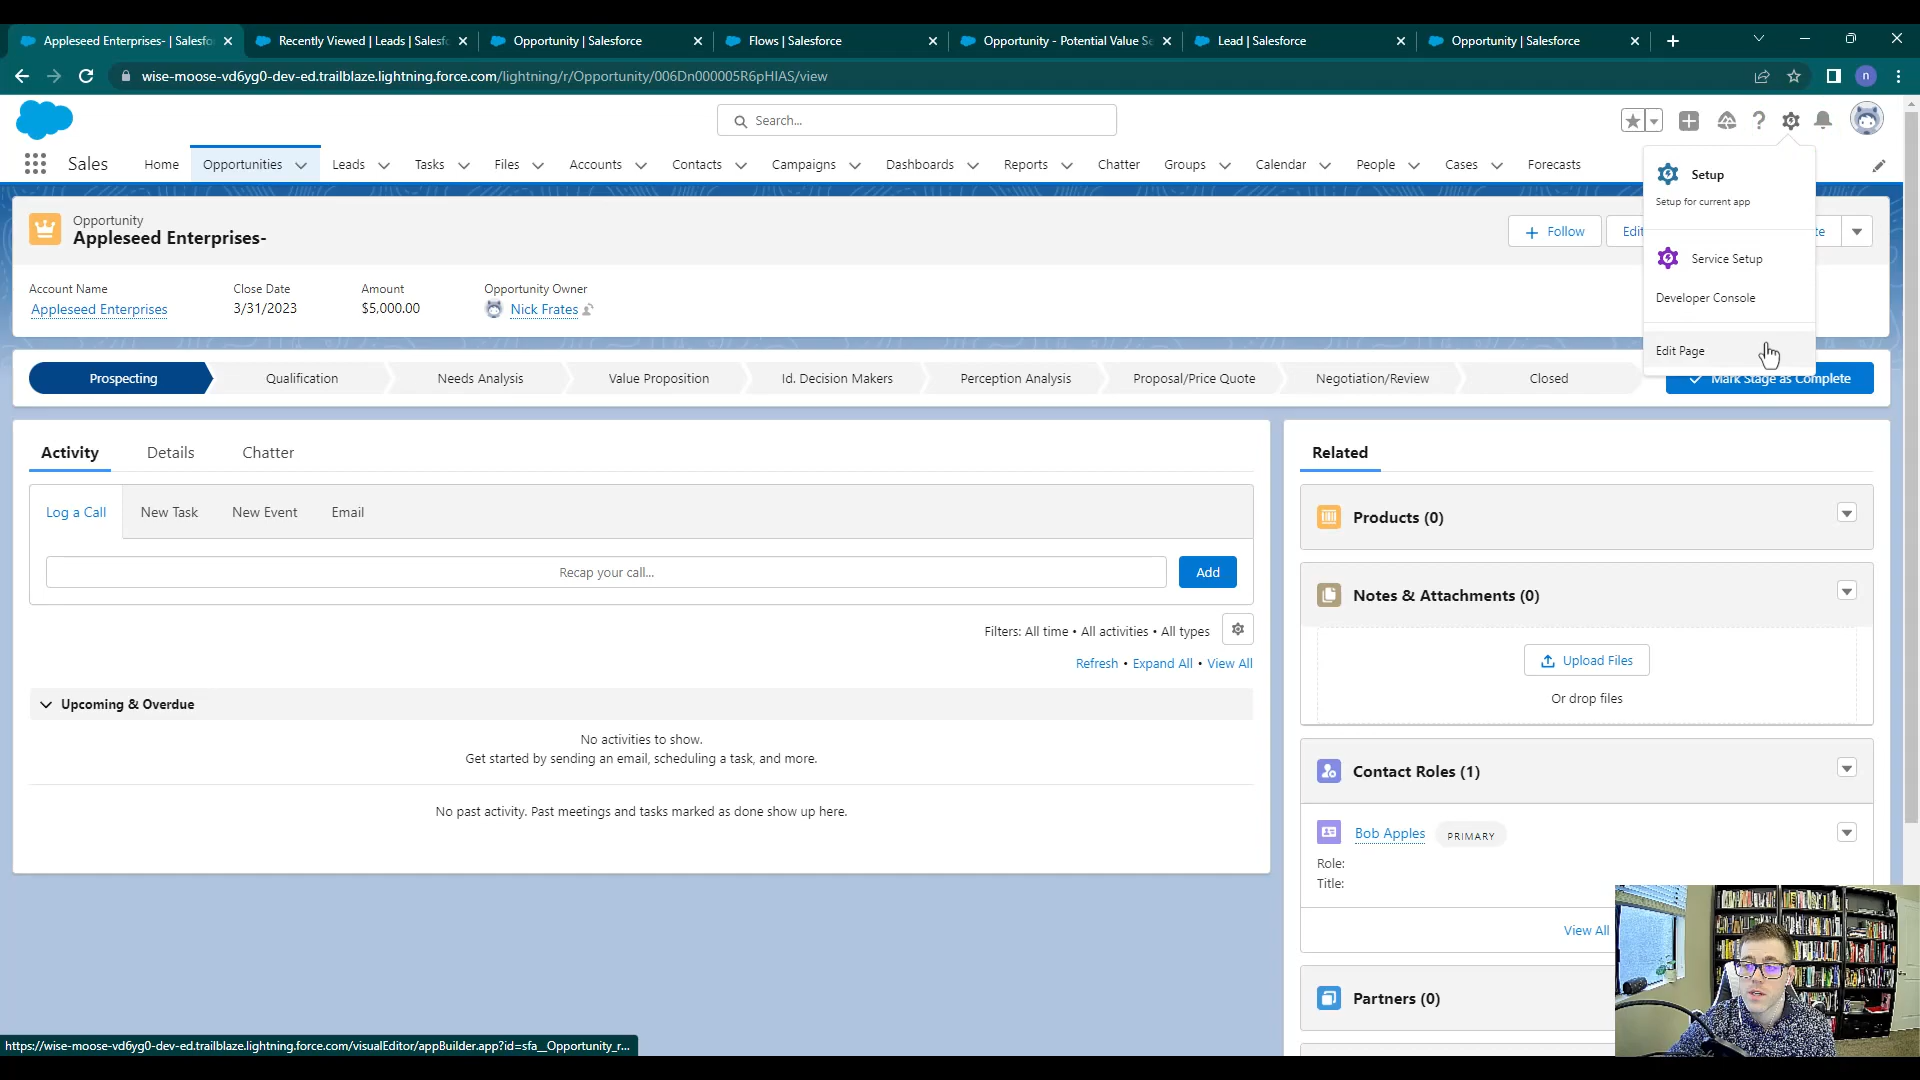 Appleseed Enterprises- | Salesfo
Recently Viewed | Leads | Salesf
Opportunity | Salesforce
Flows | Salesforce
Opportunity - Potential Value Se
Lead | Salesforce
Opportunity | Salesforce
wise-moose-vd6yg0-dev-ed.trailblaze.lightning.force.com/lightning/r/Opportunity/006Dn000005R6pHIAS/view
n
Search...
Sales
Home
Opportunities
Leads
Tasks
Files
Accounts
Contacts
Campaigns
Dashboards
Reports
Chatter
Groups
Calendar
People
Cases
Forecasts
Setup
Setup for current app
Service Setup
Developer Console
Edit Page
Opportunity
Appleseed Enterprises-
Follow
Edit
te
Account Name
Appleseed Enterprises
Close Date
3/31/2023
Amount
$5,000.00
Opportunity Owner
Nick Frates
Prospecting
Qualification
Needs Analysis
Value Proposition
Id. Decision Makers
Perception Analysis
Proposal/Price Quote
Negotiation/Review
Closed
Mark Stage as Complete
Activity
Details
Chatter
Log a Call
New Task
New Event
Email
Recap your call...
Add
Filters: All time • All activities • All types
Refresh • Expand All • View All
Upcoming & Overdue
No activities to show.
Get started by sending an email, scheduling a task, and more.
No past activity. Past meetings and tasks marked as done show up here.
Related
Products (0)
Notes & Attachments (0)
Upload Files
Or drop files
Contact Roles (1)
Bob Apples
PRIMARY
Role:
Title:
View All
Partners (0)
https://wise-moose-vd6yg0-dev-ed.trailblaze.lightning.force.com/visualEditor/appBuilder.app?id=sfa__Opportunity_r...